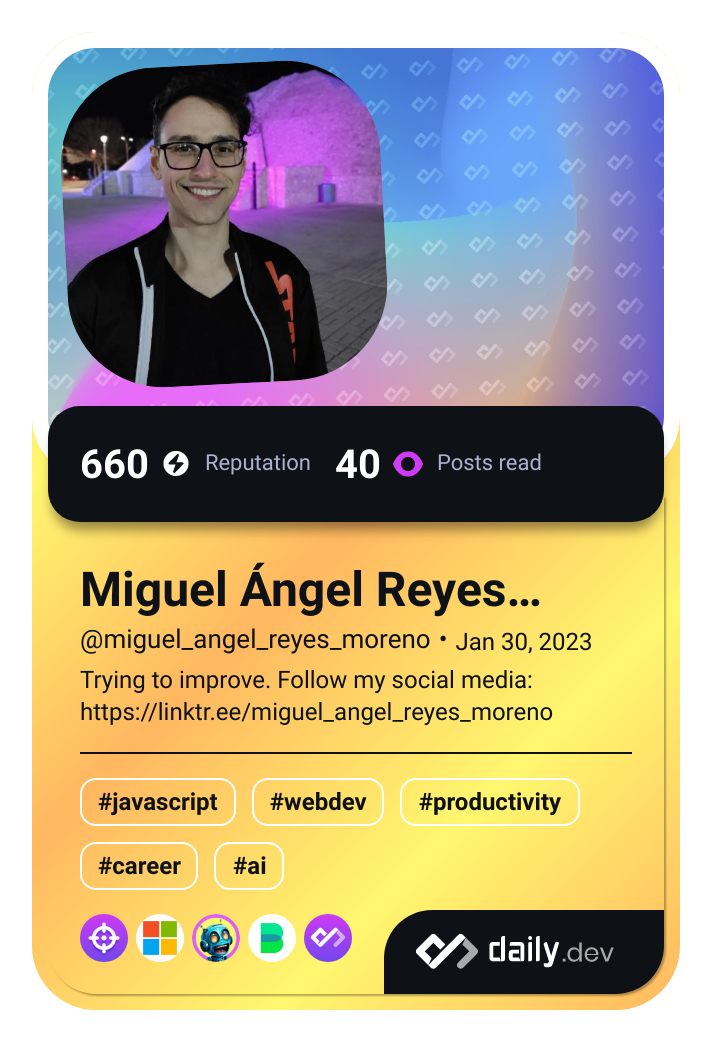 660 Reputation 40 Posts read
Miguel Ángel Reyes...
@miguel_angel_reyes_moreno • Jan 30, 2023
Trying to improve. Follow my social media:
https://linktr.ee/miguel_angel_reyes_moreno
#javascript #webdev #productivity
#career #ai
daily.dev